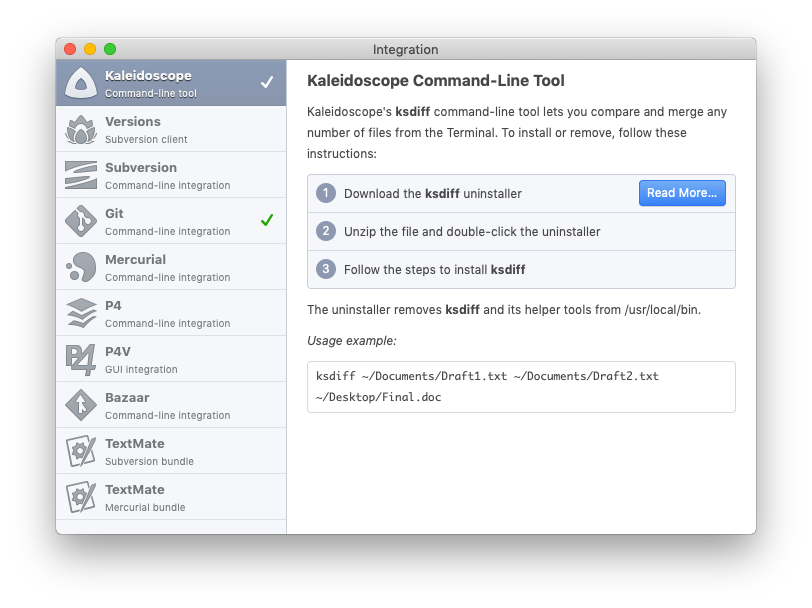 Integration
Kaleidoscope
Command-line tool
Versions
Subversion client
Subversion
Command-line integration
Git
Command-line integration
Mercurial
Command-line integration
P4
Command-line integration
P4V
GUI integration
Bazaar
Command-line integration
TextMate
Subversion bundle
TextMate
Mercurial bundle
Kaleidoscope Command-Line Tool
Kaleidoscope's ksdiff command-line tool lets you compare and merge any
number of files from the Terminal. To install or remove, follow these
instructions:
1 Download the ksdiff uninstaller Read More...
2 Unzip the file and double-click the uninstaller
3 Follow the steps to install ksdiff
The uninstaller removes ksdiff and its helper tools from /usr/local/bin.
Usage example:
ksdiff ~/Documents/Draft1.txt ~/Documents/Draft2.txt
~/Desktop/Final.doc